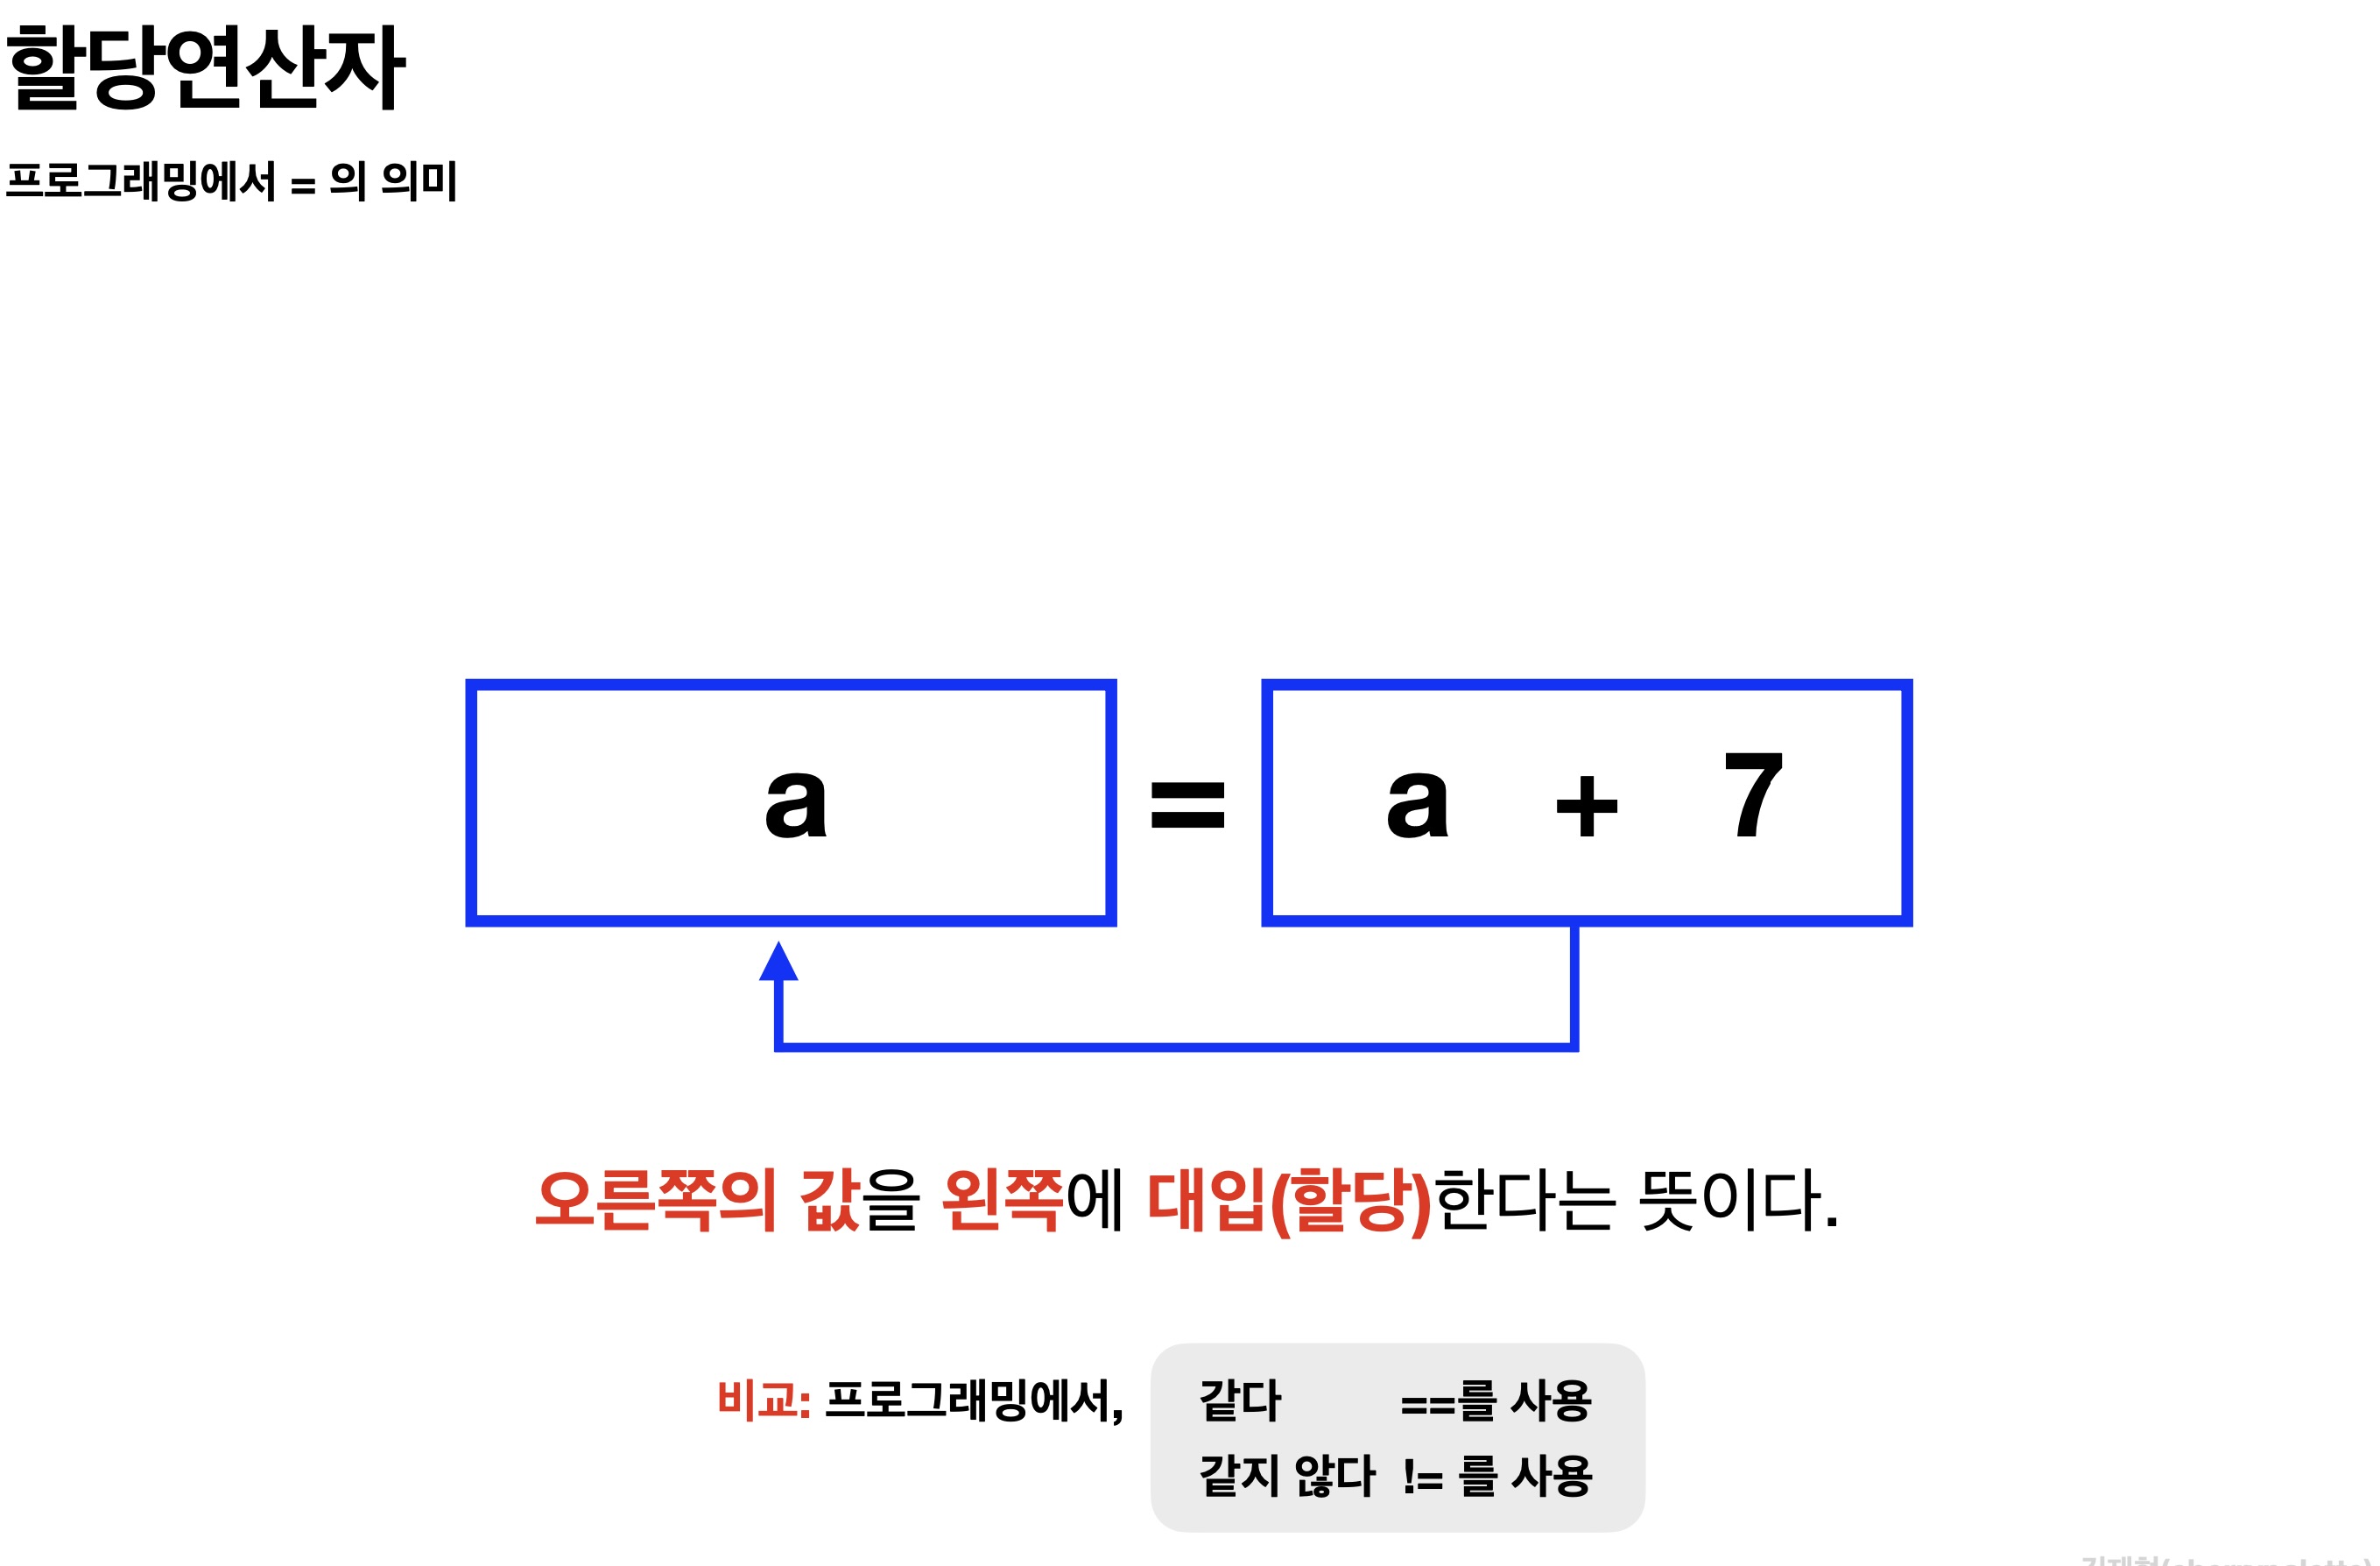 할당연산자
프로그래밍에서 = 의 의미
a = a + 7
오른쪽의 값을 왼쪽에 대입(할당)한다는 뜻이다.
비고: 프로그래밍에서, 같다 ==를 사용
같지 않다 != 를 사용